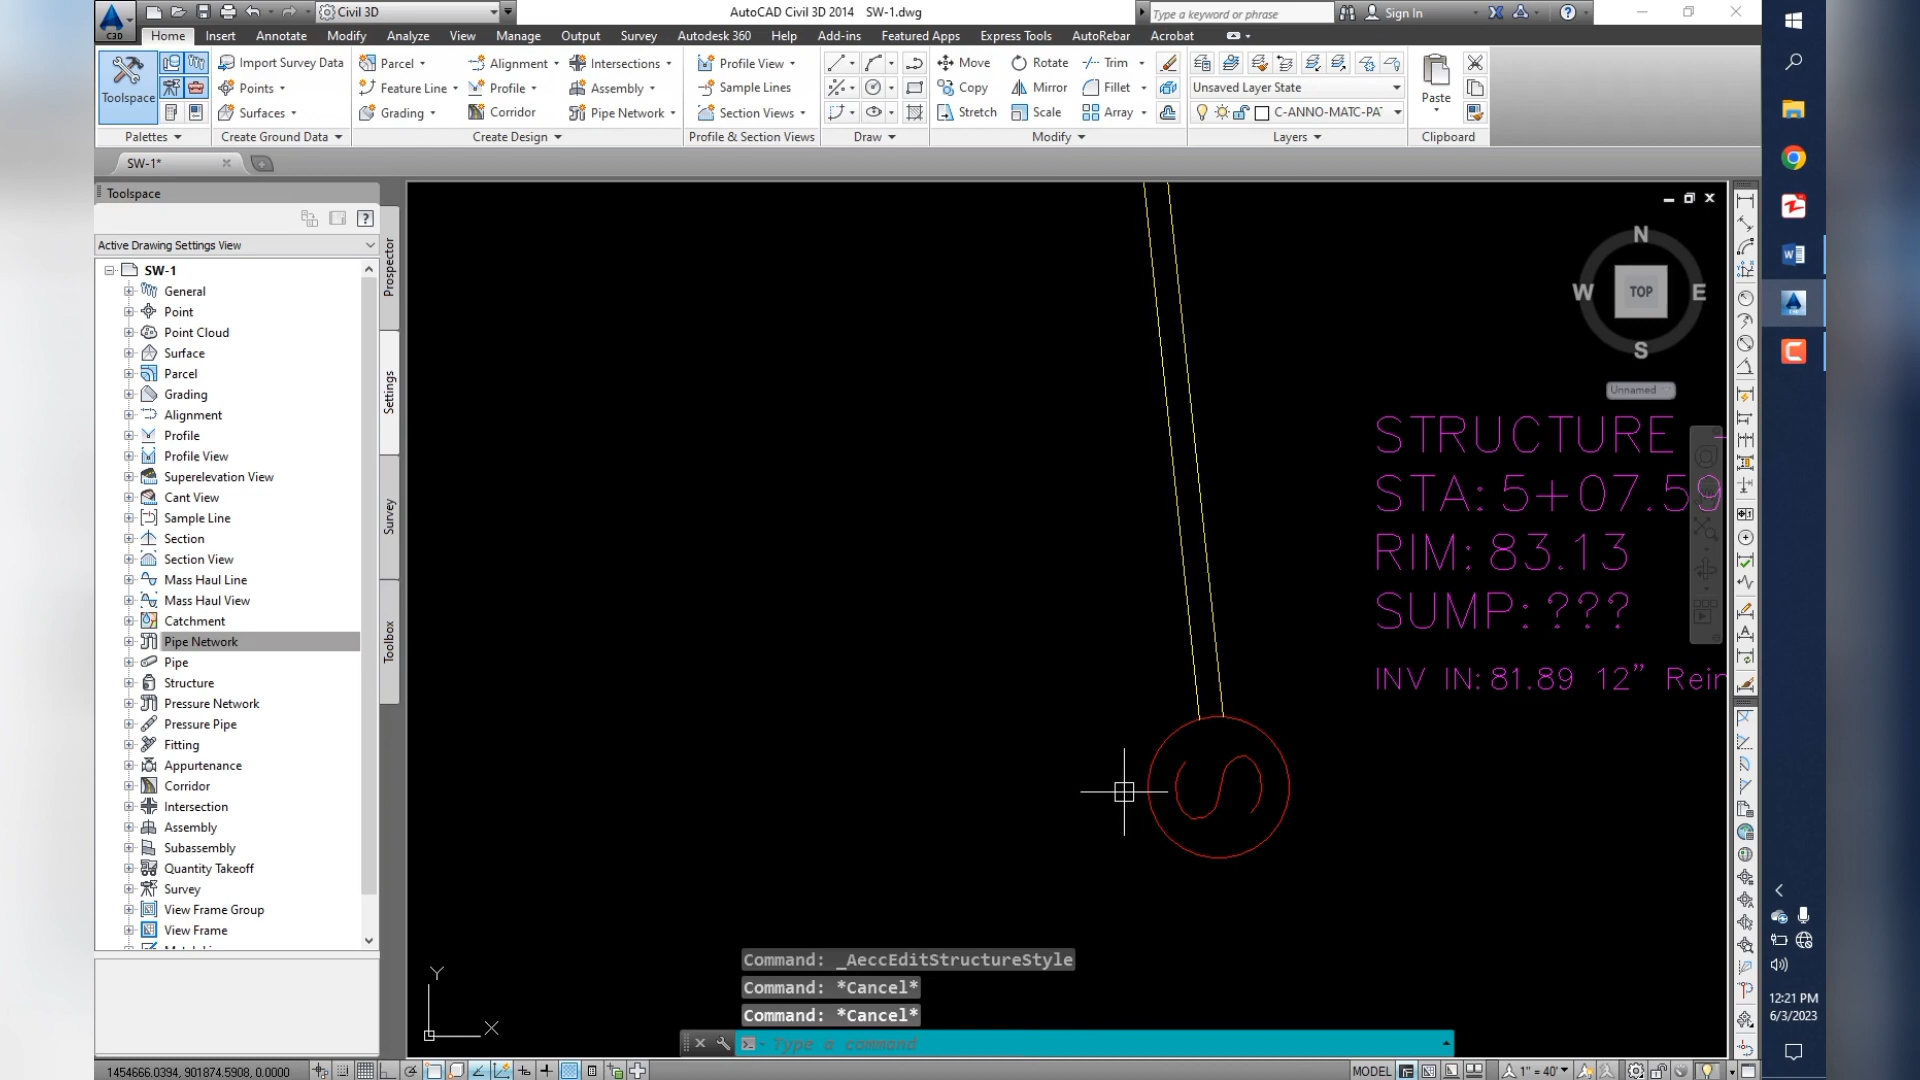 Civil 3D
AutoCAD Civil 3D 2014 SW-1.dwg
Type a keyword or phrase
Sign In
C3D
Home Insert Annotate Modify Analyze View Manage Output Survey Autodesk 360 Help Add-ins Featured Apps Express Tools AutoRebar Acrobat
Toolspace
Import Survey Data
Points
Surfaces
Parcel
Feature Line
Grading
Alignment
Profile
Corridor
Intersections
Assembly
Pipe Network
Profile View
Sample Lines
Section Views
Move
Copy
Stretch
Rotate
Mirror
Scale
Trim
Fillet
Array
Unsaved Layer State
C-ANNO-MATC-PA
Paste
Palettes
Create Ground Data
Create Design
Profile & Section Views
Draw
Modify
Layers
Clipboard
SW-1*
Toolspace
Active Drawing Settings View
SW-1
General
Point
Point Cloud
Surface
Parcel
Grading
Alignment
Profile
Profile View
Superelevation View
Cant View
Sample Line
Section
Section View
Mass Haul Line
Mass Haul View
Catchment
Pipe Network
Pipe
Structure
Pressure Network
Pressure Pipe
Fitting
Appurtenance
Corridor
Intersection
Assembly
Subassembly
Quantity Takeoff
Survey
View Frame Group
View Frame
Prospector
Settings
Survey
Toolbox
N
W TOP E
S
Unnamed
STRUCTURE -
STA: 5+07.59
RIM: 83.13
SUMP: ???
INV IN: 81.89 12" Rein
S
Y
X
Command: _AeccEditStructureStyle
Command: *Cancel*
Command: *Cancel*
Type a command
1454666.0394, 901874.5908, 0.0000
MODEL
1" = 40'
12:21 PM
6/3/2023